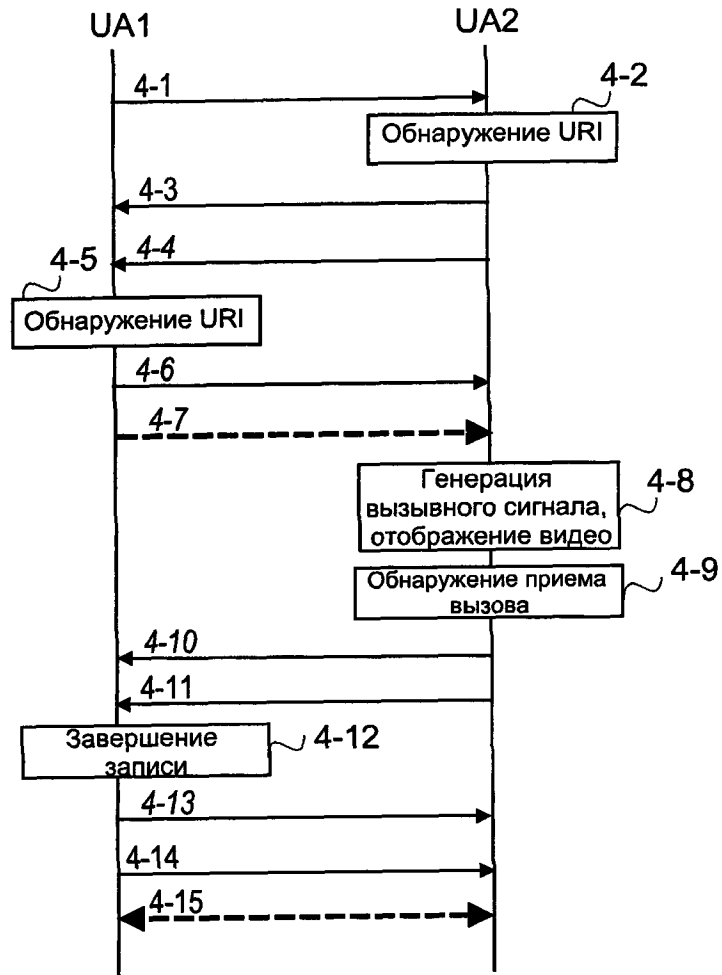 UA1
UA2
4-1
4-2
Обнаружение URI
4-3
4-4
4-5
Обнаружение URI
4-6
4-7
Генерация
вызывного сигнала,
отображение видео
4-8
Обнаружение приема
вызова
4-9
4-10
4-11
Завершение
записи
4-12
4-13
4-14
4-15